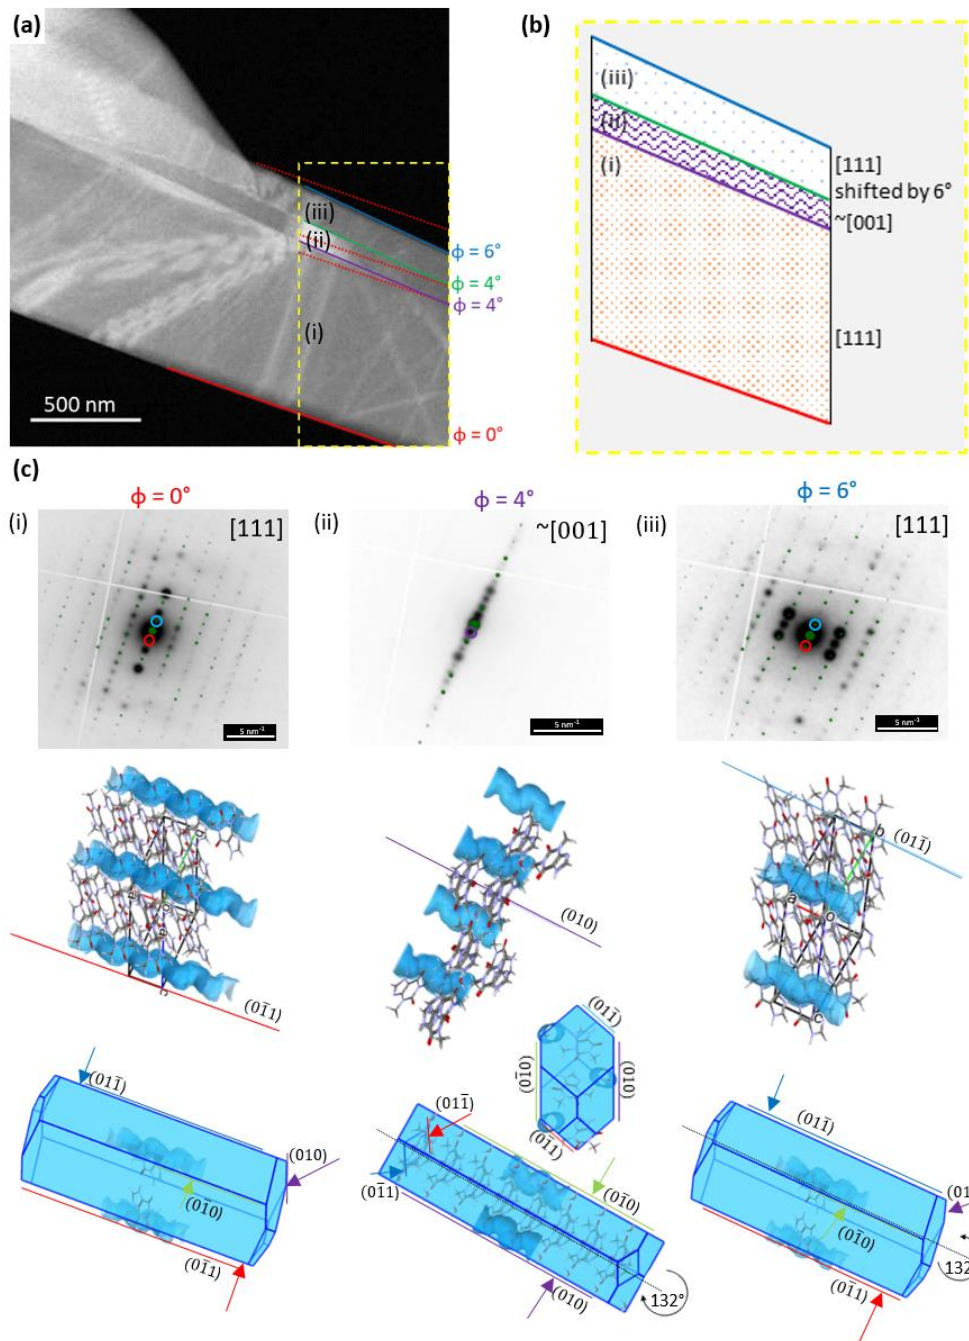 (a)
(iii)
(ii)
(i)
500 nm
ϕ = 6°
ϕ = 4°
ϕ = 4°
ϕ = 0°
(b)
(iii)
(ii)
(i)
[111]
shifted by 6°
~[001]
[111]
(c)
ϕ = 0°
ϕ = 4°
ϕ = 6°
(i)
[111]
(ii)
~[001]
(iii)
[111]
5 nm⁻¹
5 nm⁻¹
5 nm⁻¹
(01̄1)
(010)
(011̄)
a
o
b
c
(011̄)
(010)
(01̄0)
(01̄1)
(011̄)
(01̄0)
(010)
(01̄1)
(011̄)
(01̄1)
(01̄0)
(010)
132°
(011̄)
(01̄0)
(01̄1)